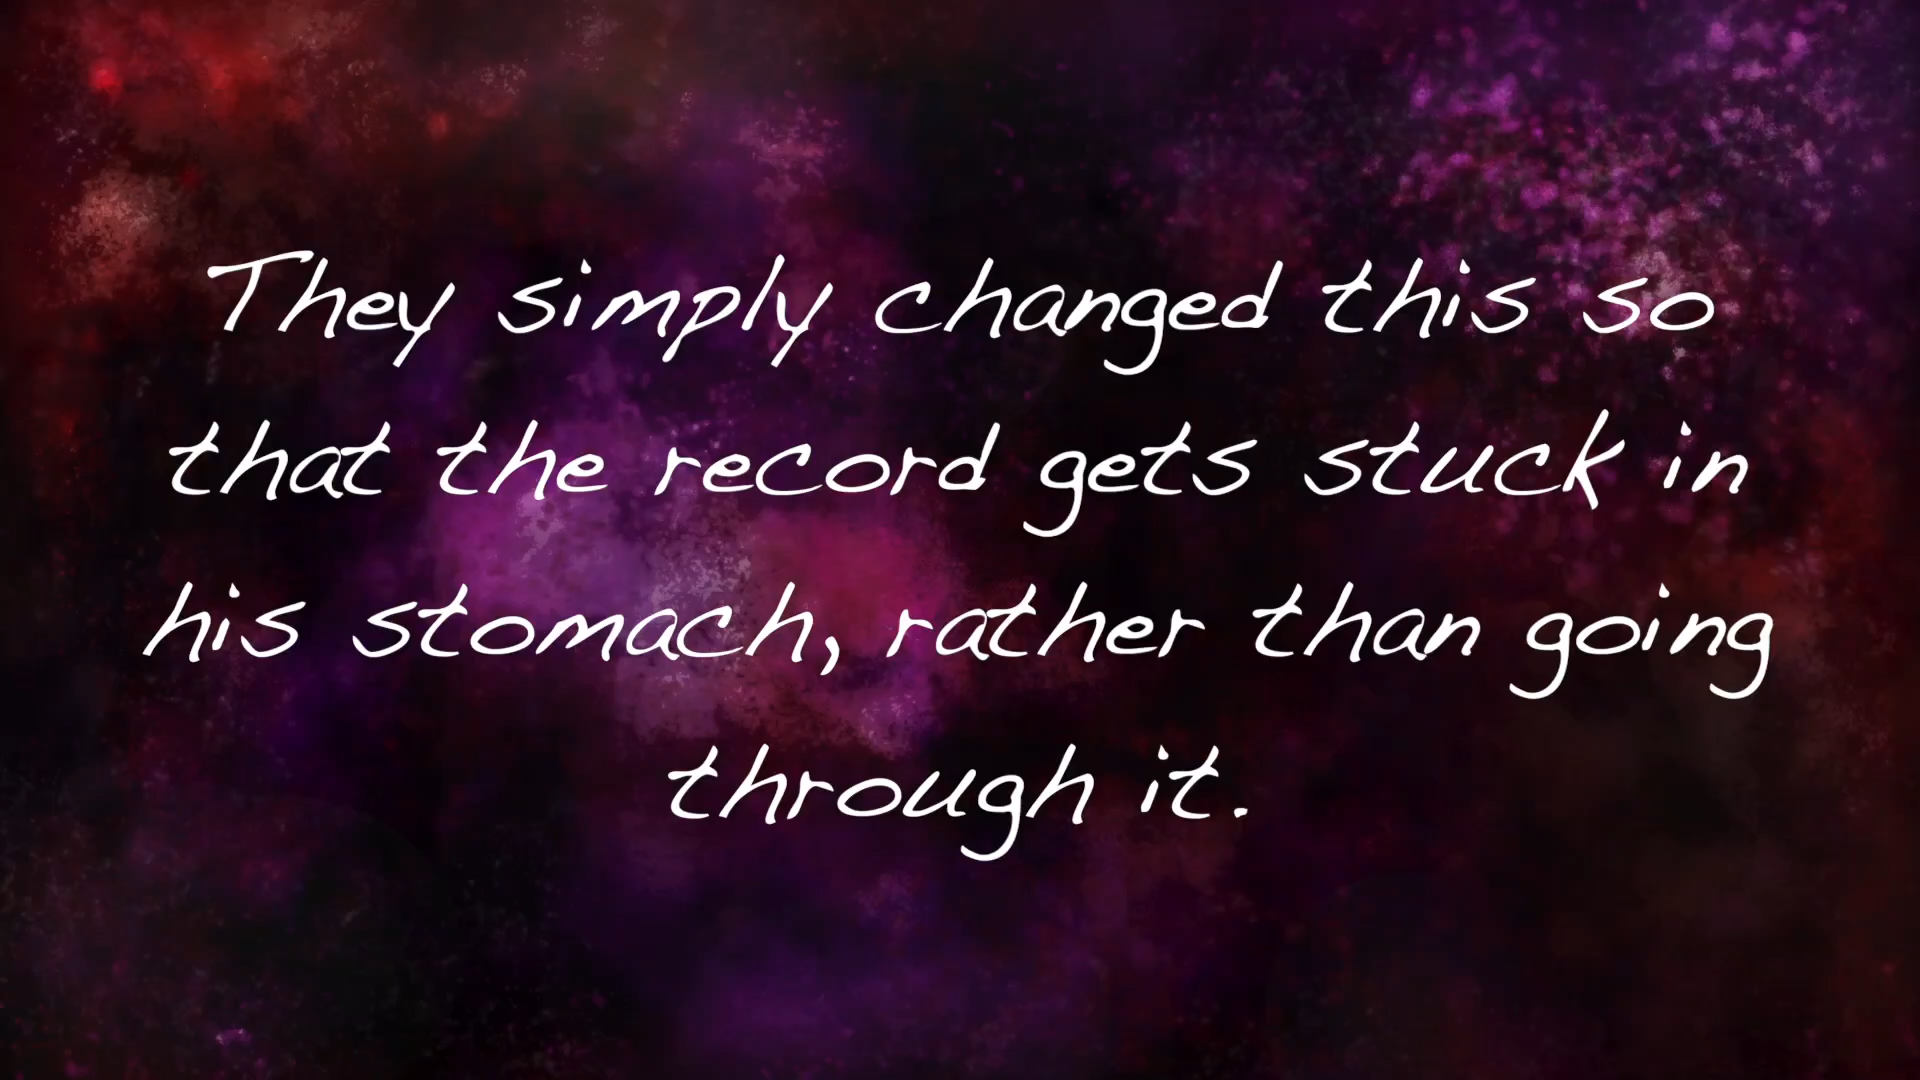 They simply changed this so
that the record gets stuck in
his stomach, rather than going
through it.